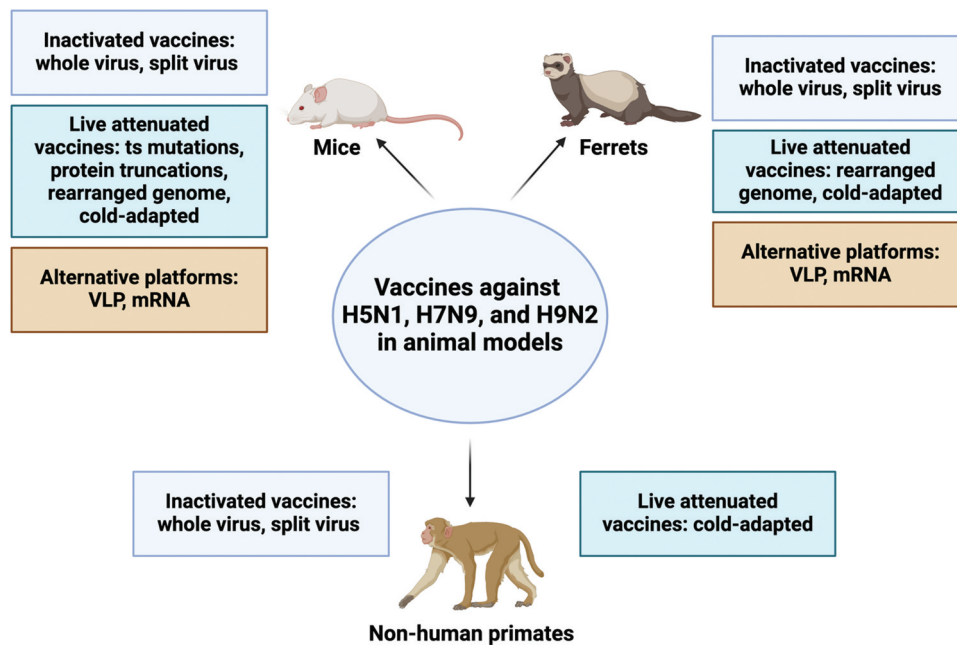 Inactivated vaccines:
whole virus, split virus
Live attenuated
vaccines: ts mutations,
protein truncations,
rearranged genome,
cold-adapted
Alternative platforms:
VLP, mRNA
Mice
Ferrets
Inactivated vaccines:
whole virus, split virus
Live attenuated
vaccines: rearranged
genome, cold-adapted
Alternative platforms:
VLP, mRNA
Vaccines against
H5N1, H7N9, and H9N2
in animal models
Inactivated vaccines:
whole virus, split virus
Live attenuated
vaccines: cold-adapted
Non-human primates